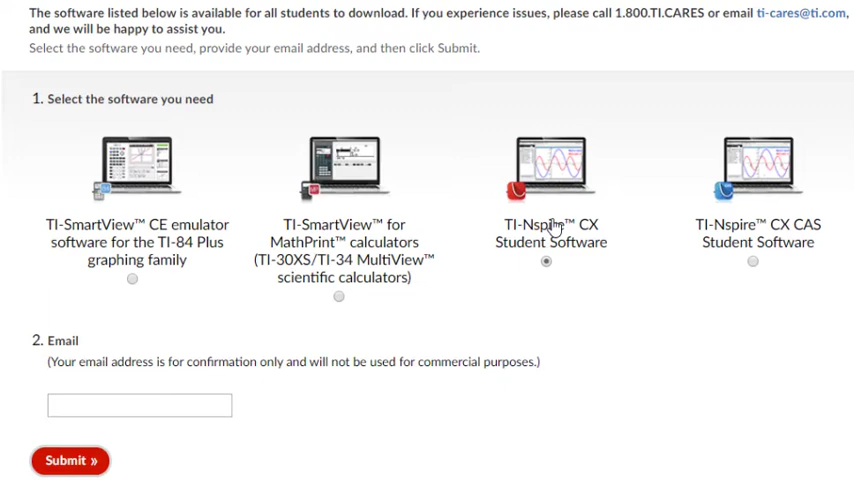 The software listed below is available for all students to download. If you experience issues, please call 1.800.TI.CARES or email ti-cares@ti.com,
and we will be happy to assist you.
Select the software you need, provide your email address, and then click Submit.
1. Select the software you need
TI-SmartView™ CE emulator
software for the TI-84 Plus
graphing family
TI-SmartView™ for
MathPrint™ calculators
(TI-30XS/TI-34 MultiView™
scientific calculators)
TI-Nspire™ CX
Student Software
TI-Nspire™ CX CAS
Student Software
2. Email
(Your email address is for confirmation only and will not be used for commercial purposes.)
Submit »